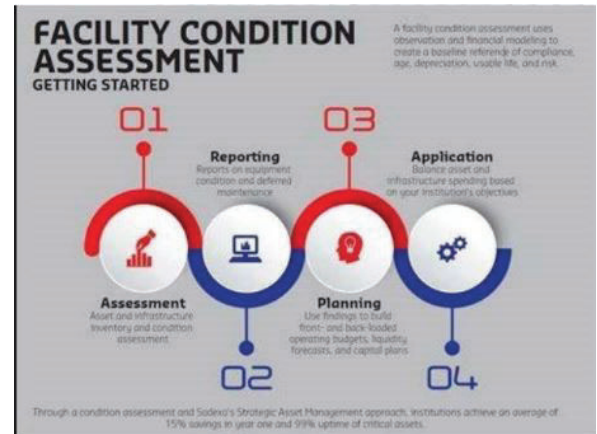 FACILITY CONDITION
ASSESSMENT
GETTING STARTED
A facility condition assessment uses
observation and financial modeling to
create a baseline reference of compliance,
age, depreciation, usable life, and risk
01
03
Reporting
Reports on equipment
condition and deferred
maintenance
Application
Balance asset and
infrastructure spending based
on your institution's objectives
Assessment
Asset and infrastructure
inventory and condition
assessment
Planning
Use findings to build
front- and back-loaded
operating budgets, liquidity
forecasts, and capital plans
02
04
Through a condition assessment and Sodexo's Strategic Asset Management approach, institutions achieve an average of
15% savings in year one and 99% uptime of critical assets.